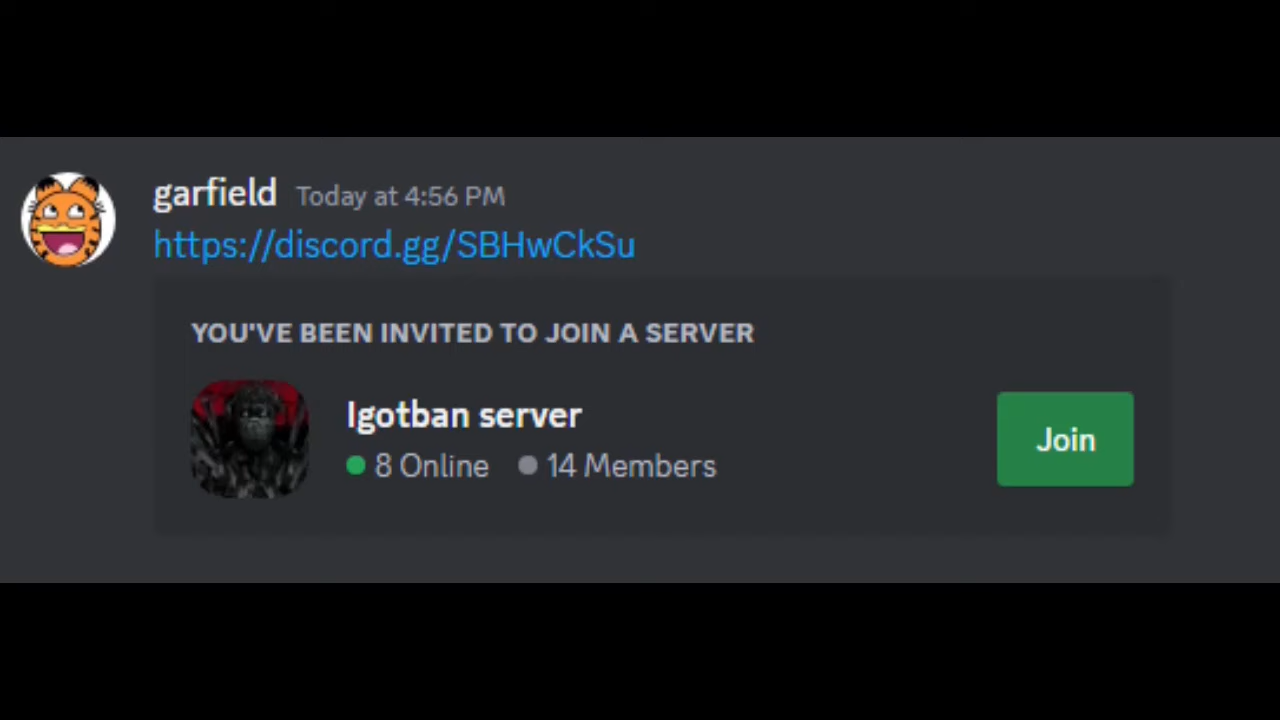 garfield Today at 4:56 PM
https://discord.gg/SBHwCkSu
YOU'VE BEEN INVITED TO JOIN A SERVER
Igotban server
8 Online 14 Members
Join